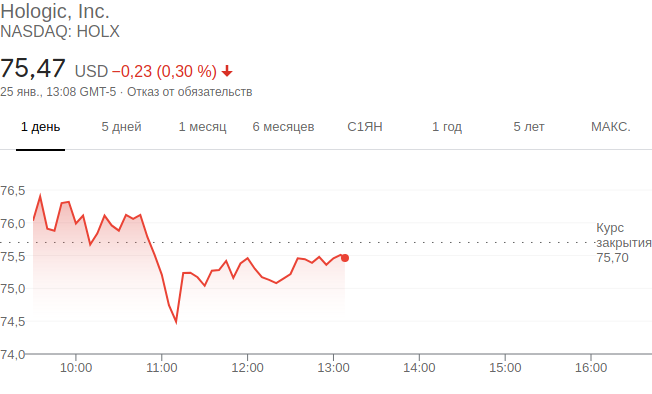 Hologic, Inc.
NASDAQ: HOLX
75,47 USD −0,23 (0,30 %)
25 янв., 13:08 GMT-5 · Отказ от обязательств
1 день 5 дней 1 месяц 6 месяцев С1ЯН 1 год 5 лет МАКС.
76,5
76,0
Курс
закрытия
75,70
75,5
75,0
74,5
74,0
10:00 11:00 12:00 13:00 14:00 15:00 16:00